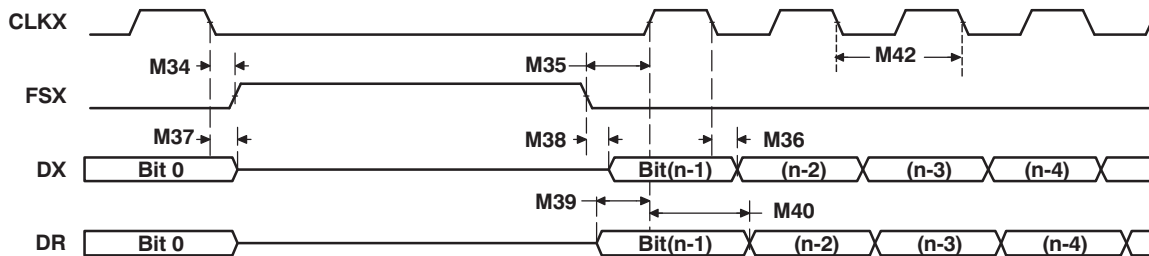 CLKX
M34
M35
M42
FSX
M37
M38
M36
DX Bit 0 Bit(n-1) (n-2) (n-3) (n-4)
M39
M40
DR Bit 0 Bit(n-1) (n-2) (n-3) (n-4)